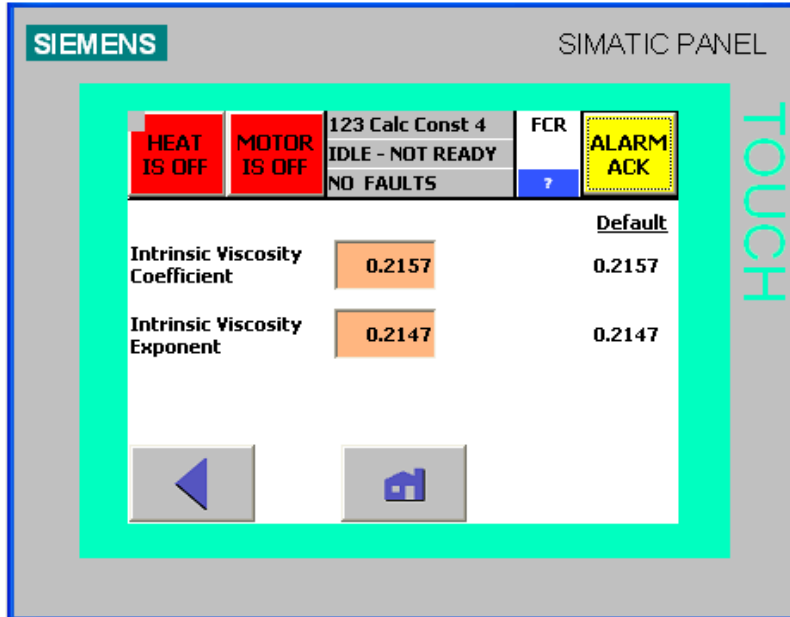 SIEMENS
SIMATIC PANEL
TOUCH
HEAT
IS OFF
MOTOR
IS OFF
123 Calc Const 4
IDLE - NOT READY
NO FAULTS
FCR
?
ALARM
ACK
Default
Intrinsic Viscosity
Coefficient
0.2157
0.2157
Intrinsic Viscosity
Exponent
0.2147
0.2147